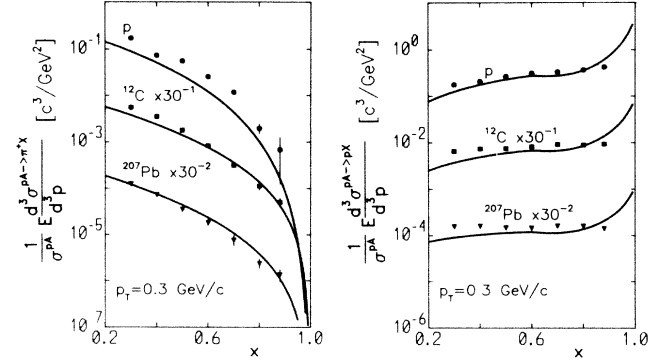 1/σ^pA E d³σ^pA->π⁺X/d³p [c³/GeV²]
10⁻¹
10⁻³
10⁻⁵
10⁻⁷
p
¹²C x30⁻¹
²⁰⁷Pb x30⁻²
p_T=0.3 GeV/c
0.2
0.6
1.0
x
1/σ^pA E d³σ^pA->pX/d³p [c³/GeV²]
10⁰
10⁻²
10⁻⁴
10⁻⁶
p
¹²C x30⁻¹
²⁰⁷Pb x30⁻²
p_T=0 3 GeV/c
0.2
0.6
1.0
x